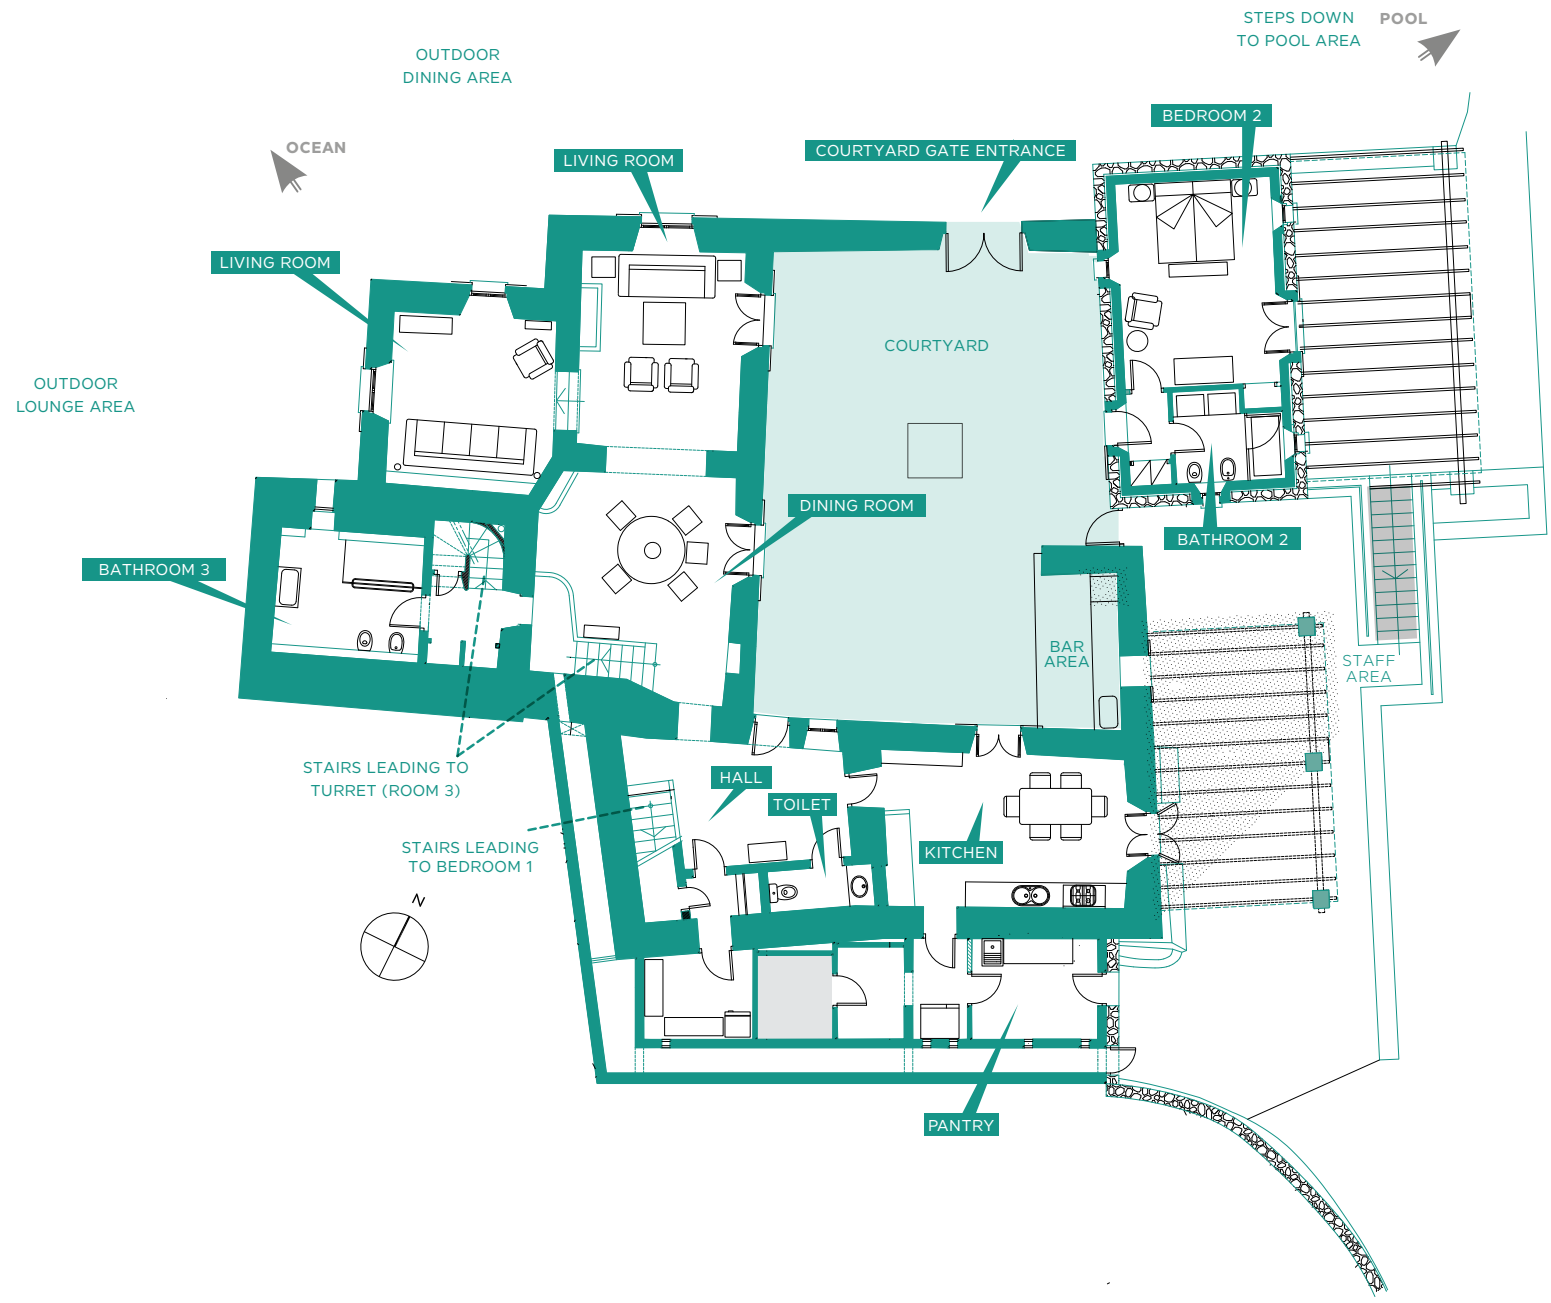 STEPS DOWN
TO POOL AREA
POOL
OUTDOOR
DINING AREA
BEDROOM 2
OCEAN
LIVING ROOM
COURTYARD GATE ENTRANCE
LIVING ROOM
COURTYARD
OUTDOOR
LOUNGE AREA
DINING ROOM
BATHROOM 2
BATHROOM 3
BAR
AREA
STAFF
AREA
STAIRS LEADING TO
TURRET (ROOM 3)
HALL
TOILET
STAIRS LEADING
TO BEDROOM 1
KITCHEN
N
PANTRY